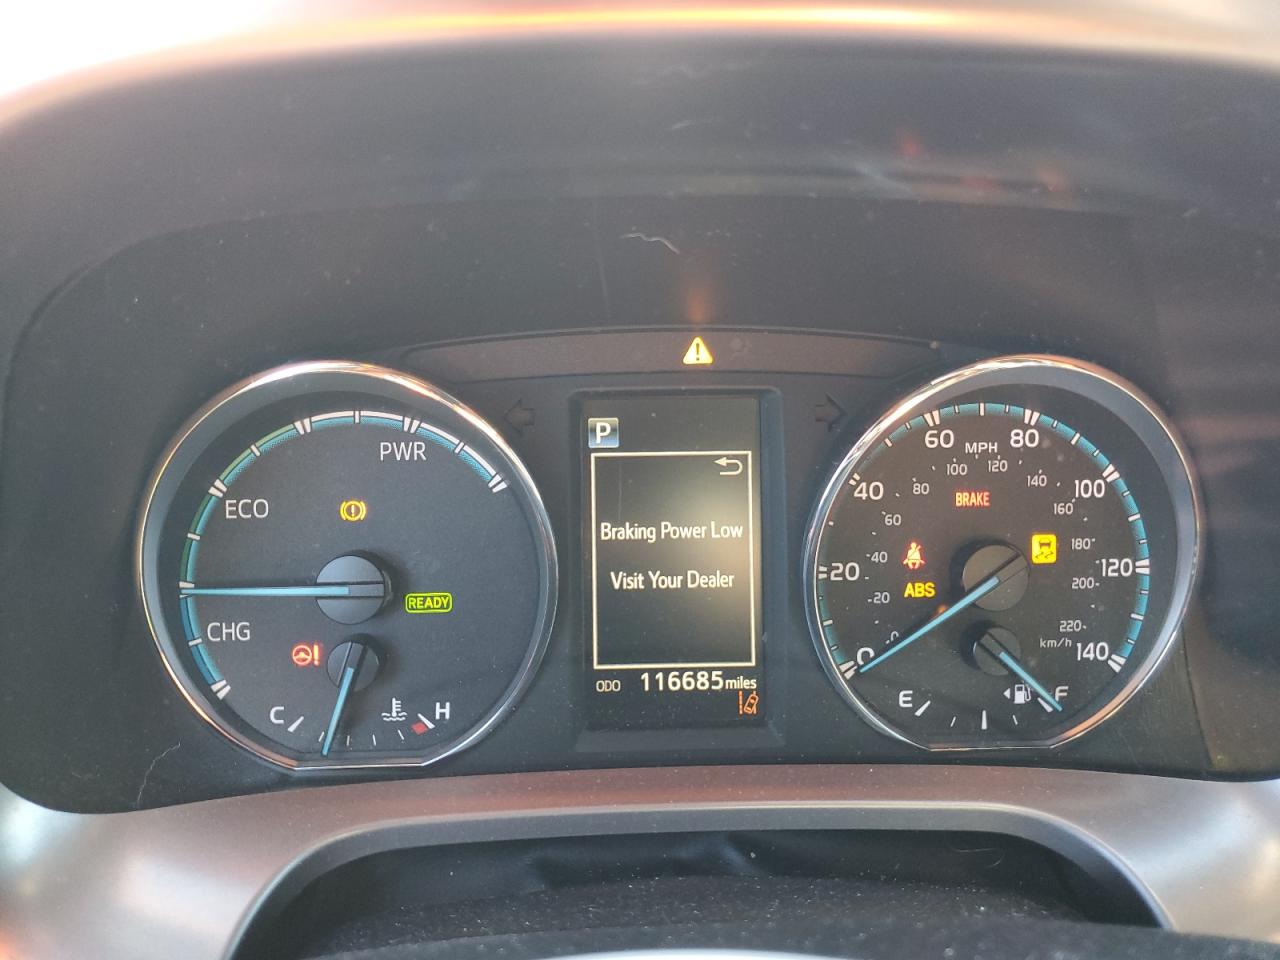 PWR
ECO
CHG
READY
C
H
P
Braking Power Low
Visit Your Dealer
ODO 116685 miles
MPH
0
20
40
60
80
100
120
140
BRAKE
ABS
0
20
40
60
80
100
120
140
160
180
200
220
km/h
E
F